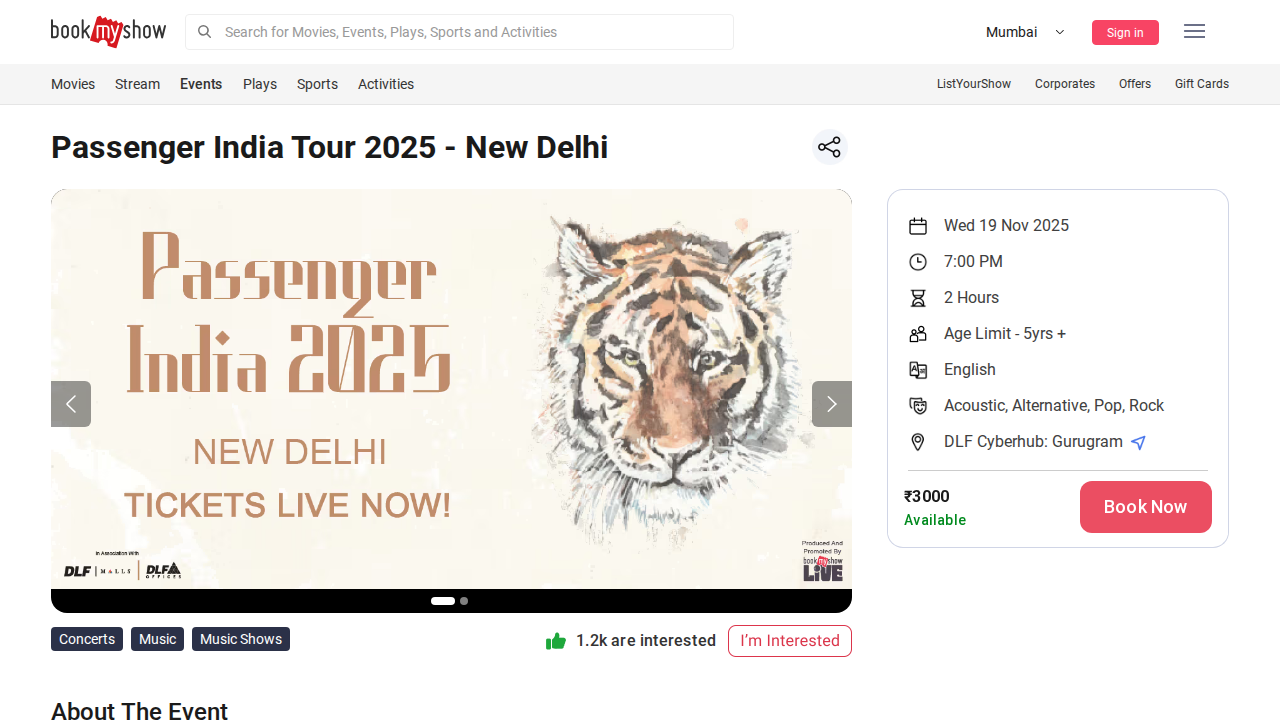 bookmyshow
Search for Movies, Events, Plays, Sports and Activities
Mumbai
Sign in
Movies
Stream
Events
Plays
Sports
Activities
ListYourShow
Corporates
Offers
Gift Cards
Passenger India Tour 2025 - New Delhi
Passenger
India 2025
NEW DELHI
TICKETS LIVE NOW!
In Association With
DLF | MALLS | DLF OFFICES
Produced And
Promoted By
bookmyshow
LIVE
Wed 19 Nov 2025
7:00 PM
2 Hours
Age Limit - 5yrs +
English
Acoustic, Alternative, Pop, Rock
DLF Cyberhub: Gurugram
₹3000
Available
Book Now
Concerts
Music
Music Shows
1.2k are interested
I'm Interested
About The Event